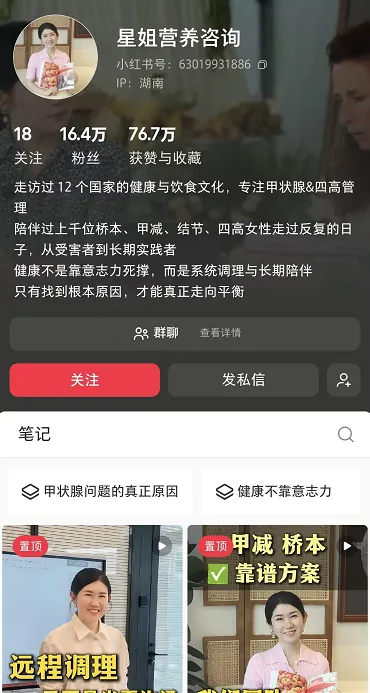 星姐营养咨询
小红书号：63019931886
IP：湖南
18 16.4万 76.7万
关注 粉丝 获赞与收藏
走访过 12 个国家的健康与饮食文化，专注甲状腺&四高管
理
陪伴过上千位桥本、甲减、结节、四高女性走过反复的日
子，从受害者到长期实践者
健康不是靠意志力死撑，而是系统调理与长期陪伴
只有找到根本原因，才能真正走向平衡
群聊 查看详情
关注 发私信
笔记
甲状腺问题的真正原因 健康不靠意志力
置顶
远程调理
置顶
甲减 桥本
✅ 靠谱方案